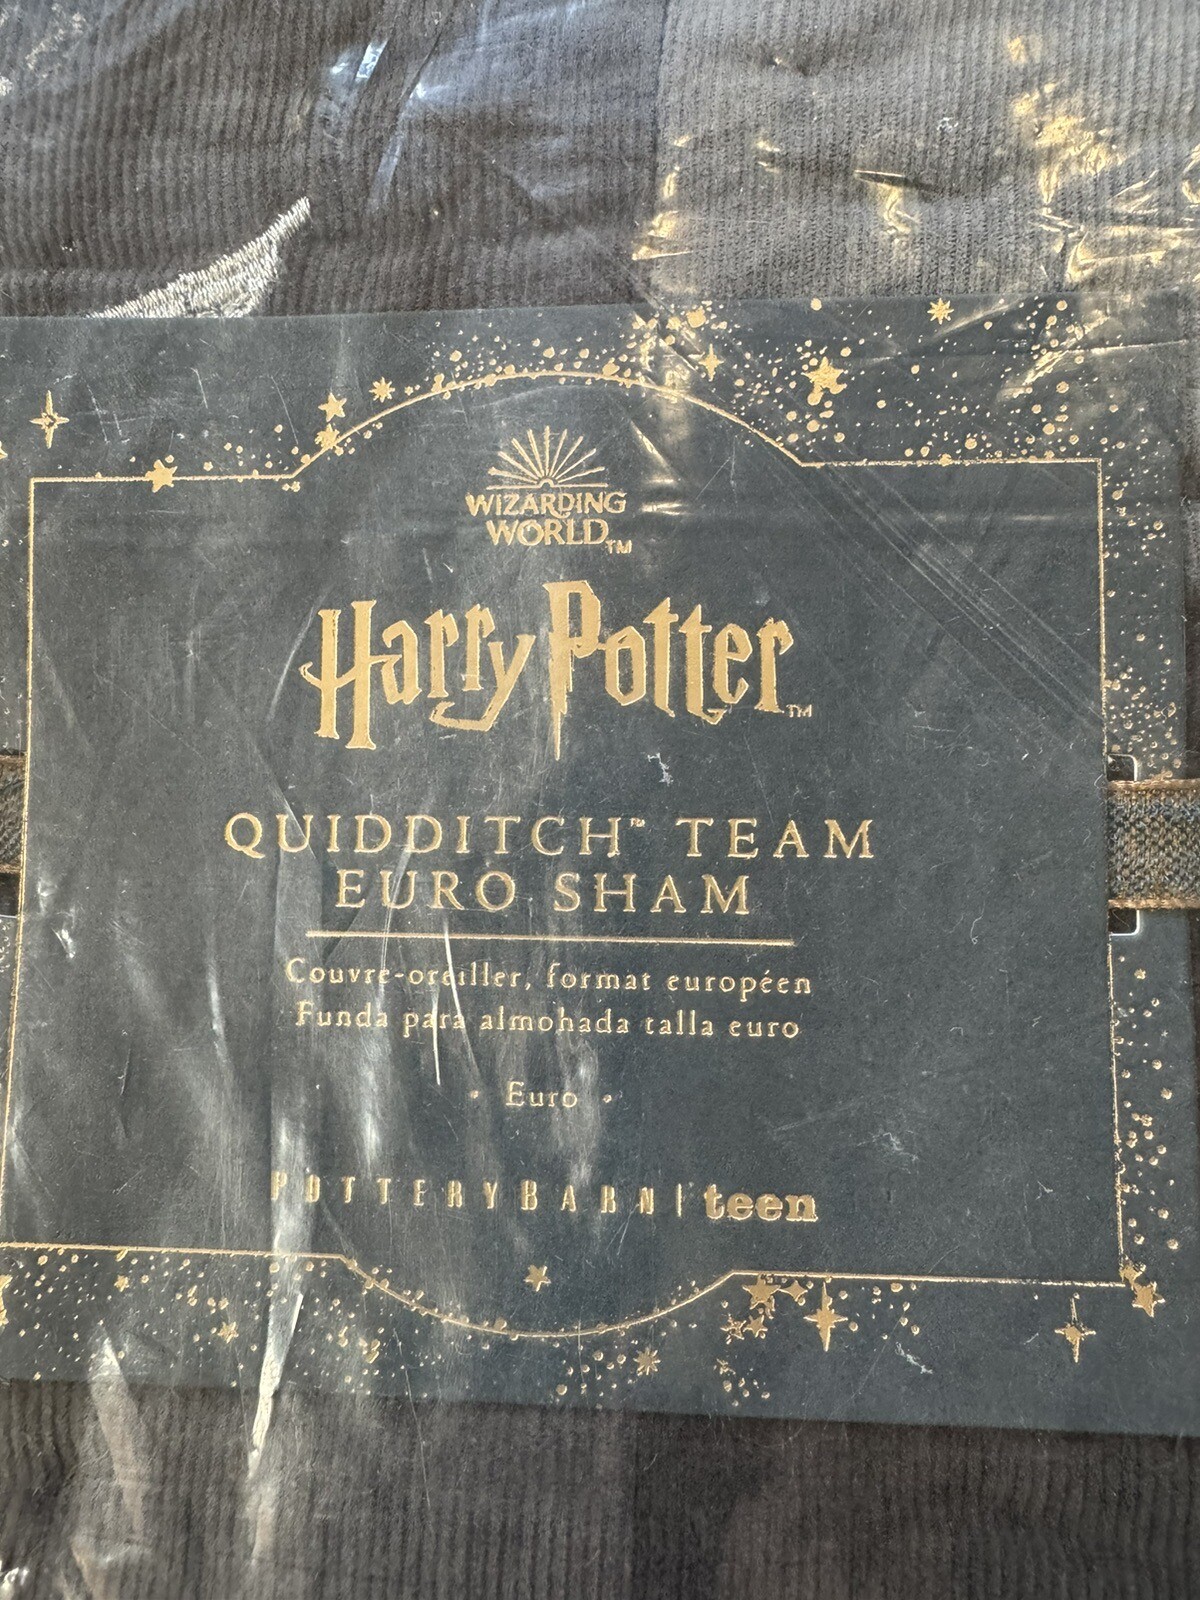 WIZARDING
WORLD™
Harry Potter™
QUIDDITCH™ TEAM
EURO SHAM
Couvre-oreiller, format européen
Funda para almohada talla euro
• Euro •
POTTERYBARN | teen